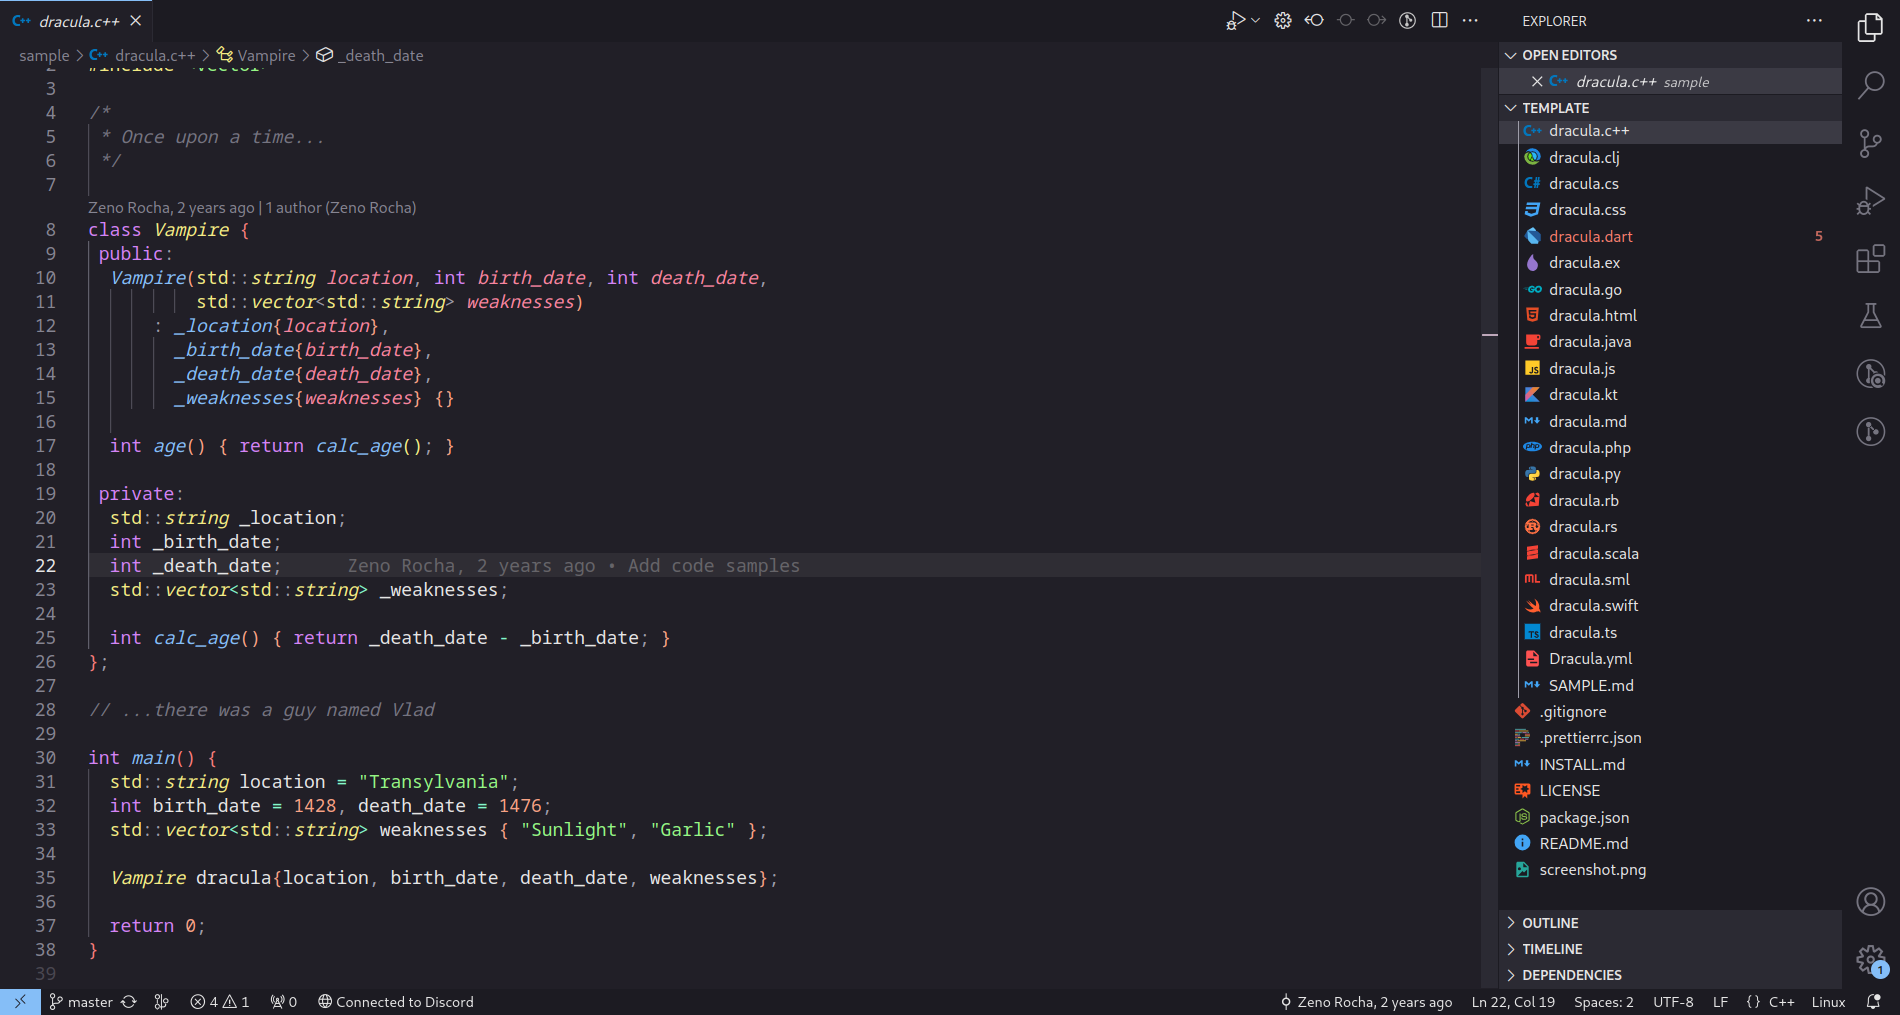 dracula.c++
sample > dracula.c++ > Vampire > _death_date
2 #include <vector>
3
4 /*
5 * Once upon a time...
6 */
7
Zeno Rocha, 2 years ago | 1 author (Zeno Rocha)
8 class Vampire {
9 public:
10 Vampire(std::string location, int birth_date, int death_date,
11 std::vector<std::string> weaknesses)
12 : _location{location},
13 _birth_date{birth_date},
14 _death_date{death_date},
15 _weaknesses{weaknesses} {}
16
17 int age() { return calc_age(); }
18
19 private:
20 std::string _location;
21 int _birth_date;
22 int _death_date; Zeno Rocha, 2 years ago • Add code samples
23 std::vector<std::string> _weaknesses;
24
25 int calc_age() { return _death_date - _birth_date; }
26 };
27
28 // ...there was a guy named Vlad
29
30 int main() {
31 std::string location = "Transylvania";
32 int birth_date = 1428, death_date = 1476;
33 std::vector<std::string> weaknesses { "Sunlight", "Garlic" };
34
35 Vampire dracula{location, birth_date, death_date, weaknesses};
36
37 return 0;
38 }
39
EXPLORER
OPEN EDITORS
dracula.c++ sample
TEMPLATE
dracula.c++
dracula.clj
dracula.cs
dracula.css
dracula.dart 5
dracula.ex
dracula.go
dracula.html
dracula.java
dracula.js
dracula.kt
dracula.md
dracula.php
dracula.py
dracula.rb
dracula.rs
dracula.scala
dracula.sml
dracula.swift
dracula.ts
Dracula.yml
SAMPLE.md
.gitignore
.prettierrc.json
INSTALL.md
LICENSE
package.json
README.md
screenshot.png
OUTLINE
TIMELINE
DEPENDENCIES
1
master 4 1 0 Connected to Discord Zeno Rocha, 2 years ago Ln 22, Col 19 Spaces: 2 UTF-8 LF {} C++ Linux